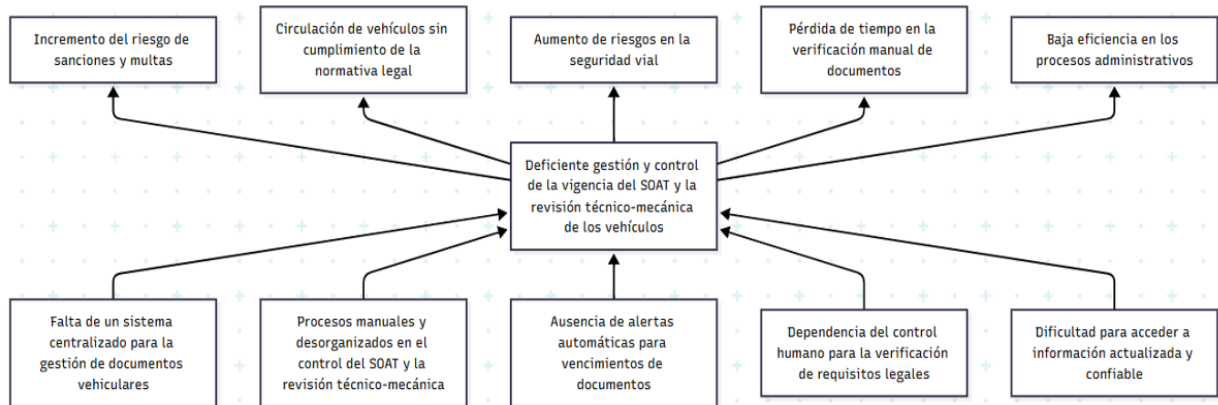 Incremento del riesgo de
sanciones y multas
Circulación de vehículos sin
cumplimiento de la
normativa legal
Aumento de riesgos en la
seguridad vial
Pérdida de tiempo en la
verificación manual de
documentos
Baja eficiencia en los
procesos administrativos
Deficiente gestión y control
de la vigencia del SOAT y la
revisión técnico-mecánica
de los vehículos
Falta de un sistema
centralizado para la
gestión de documentos
vehiculares
Procesos manuales y
desorganizados en el
control del SOAT y la
revisión técnico-mecánica
Ausencia de alertas
automáticas para
vencimientos de
documentos
Dependencia del control
humano para la verificación
de requisitos legales
Dificultad para acceder a
información actualizada y
confiable